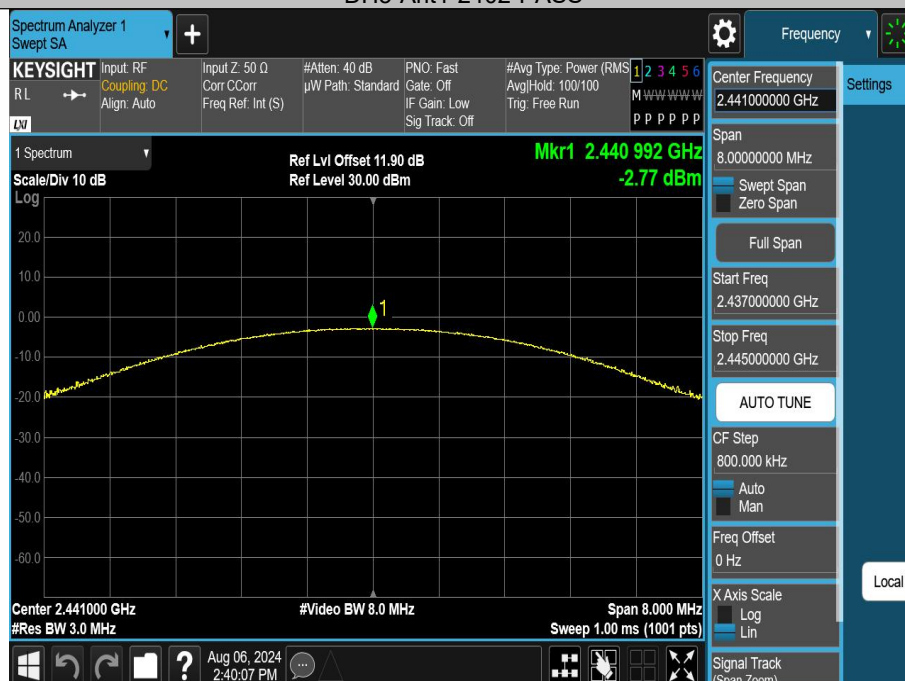 Spectrum Analyzer 1
Swept SA
+
Frequency
KEYSIGHT
RL
LXI
Input: RF
Coupling: DC
Align: Auto
Input Z: 50 Ω
Corr CCorr
Freq Ref: Int (S)
#Atten: 40 dB
µW Path: Standard
PNO: Fast
Gate: Off
IF Gain: Low
Sig Track: Off
#Avg Type: Power (RMS
Avg|Hold: 100/100
Trig: Free Run
1 2 3 4 5 6
M W W W W W
P P P P P P
1 Spectrum
Scale/Div 10 dB
Log
Ref Lvl Offset 11.90 dB
Ref Level 30.00 dBm
Mkr1 2.440 992 GHz
-2.77 dBm
20.0
10.0
0.00
-10.0
-20.0
-30.0
-40.0
-50.0
-60.0
1
Center 2.441000 GHz
#Res BW 3.0 MHz
#Video BW 8.0 MHz
Span 8.000 MHz
Sweep 1.00 ms (1001 pts)
Aug 06, 2024
2:40:07 PM
?
Center Frequency
2.441000000 GHz
Span
8.00000000 MHz
Swept Span
Zero Span
Full Span
Start Freq
2.437000000 GHz
Stop Freq
2.445000000 GHz
AUTO TUNE
CF Step
800.000 kHz
Auto
Man
Freq Offset
0 Hz
X Axis Scale
Log
Lin
Signal Track
(Span Zoom)
Settings
Local